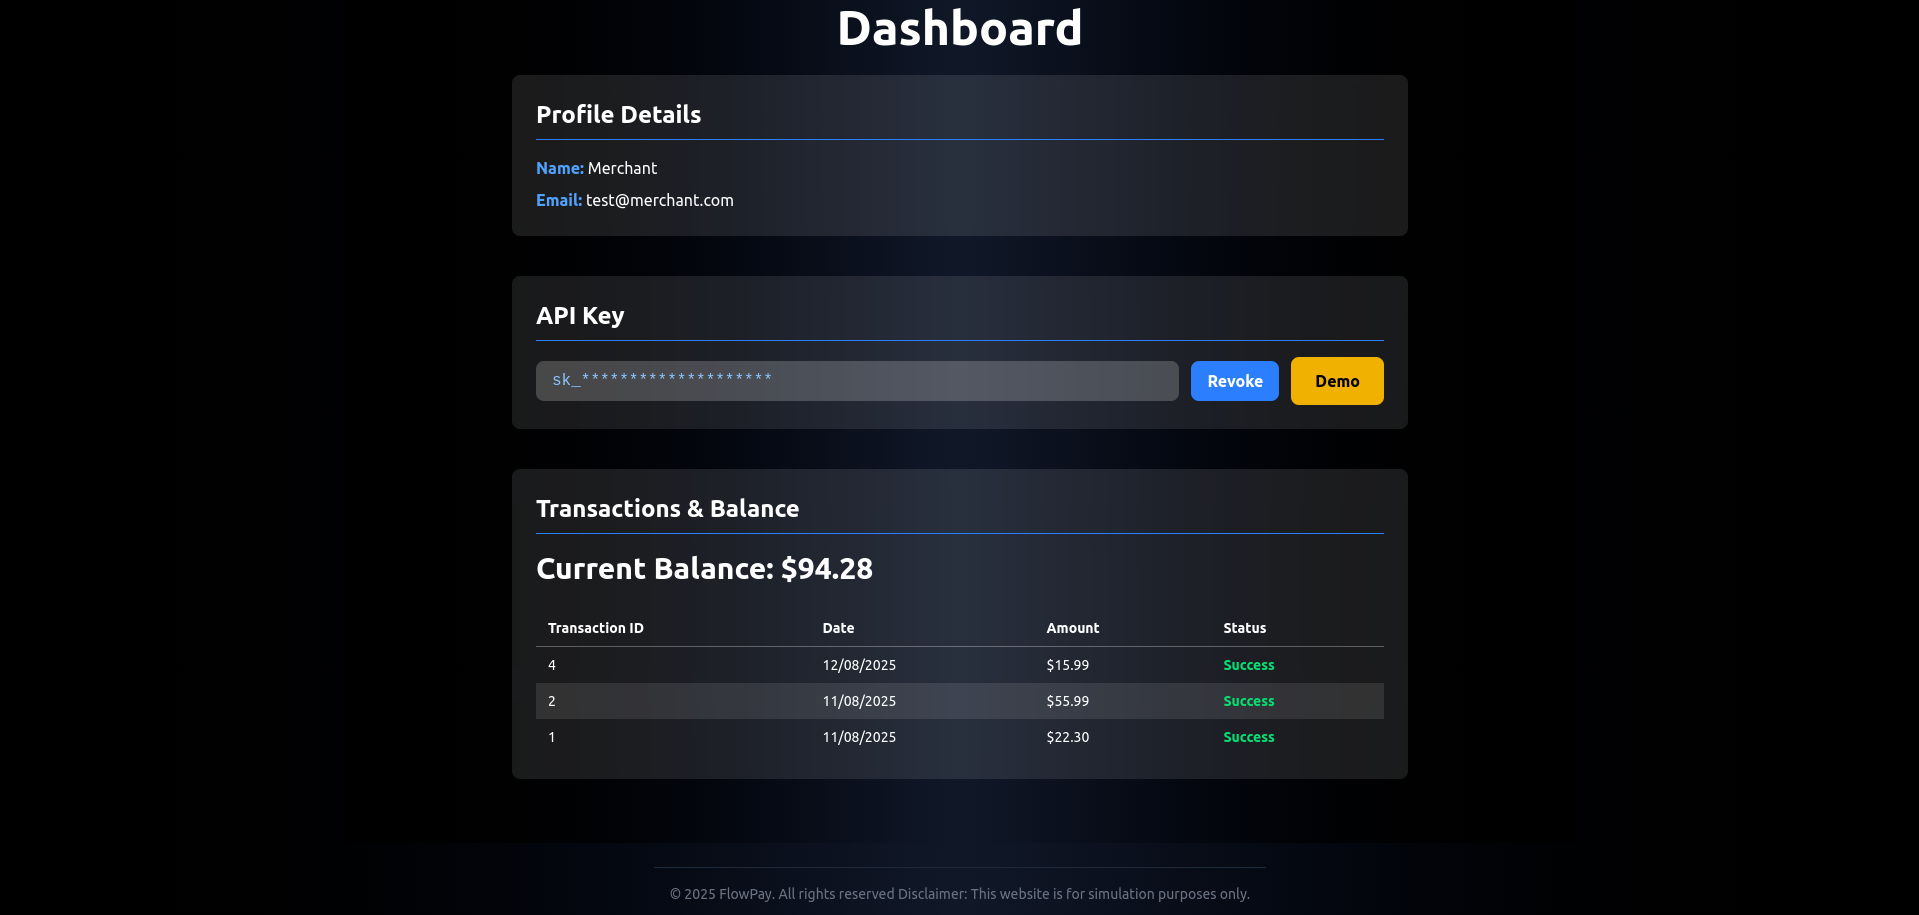 Dashboard
Profile Details
Name: Merchant
Email: test@merchant.com
API Key
sk_******************** Revoke Demo
Transactions & Balance
Current Balance: $94.28
Transaction ID Date Amount Status
4 12/08/2025 $15.99 Success
2 11/08/2025 $55.99 Success
1 11/08/2025 $22.30 Success
© 2025 FlowPay. All rights reserved Disclaimer: This website is for simulation purposes only.